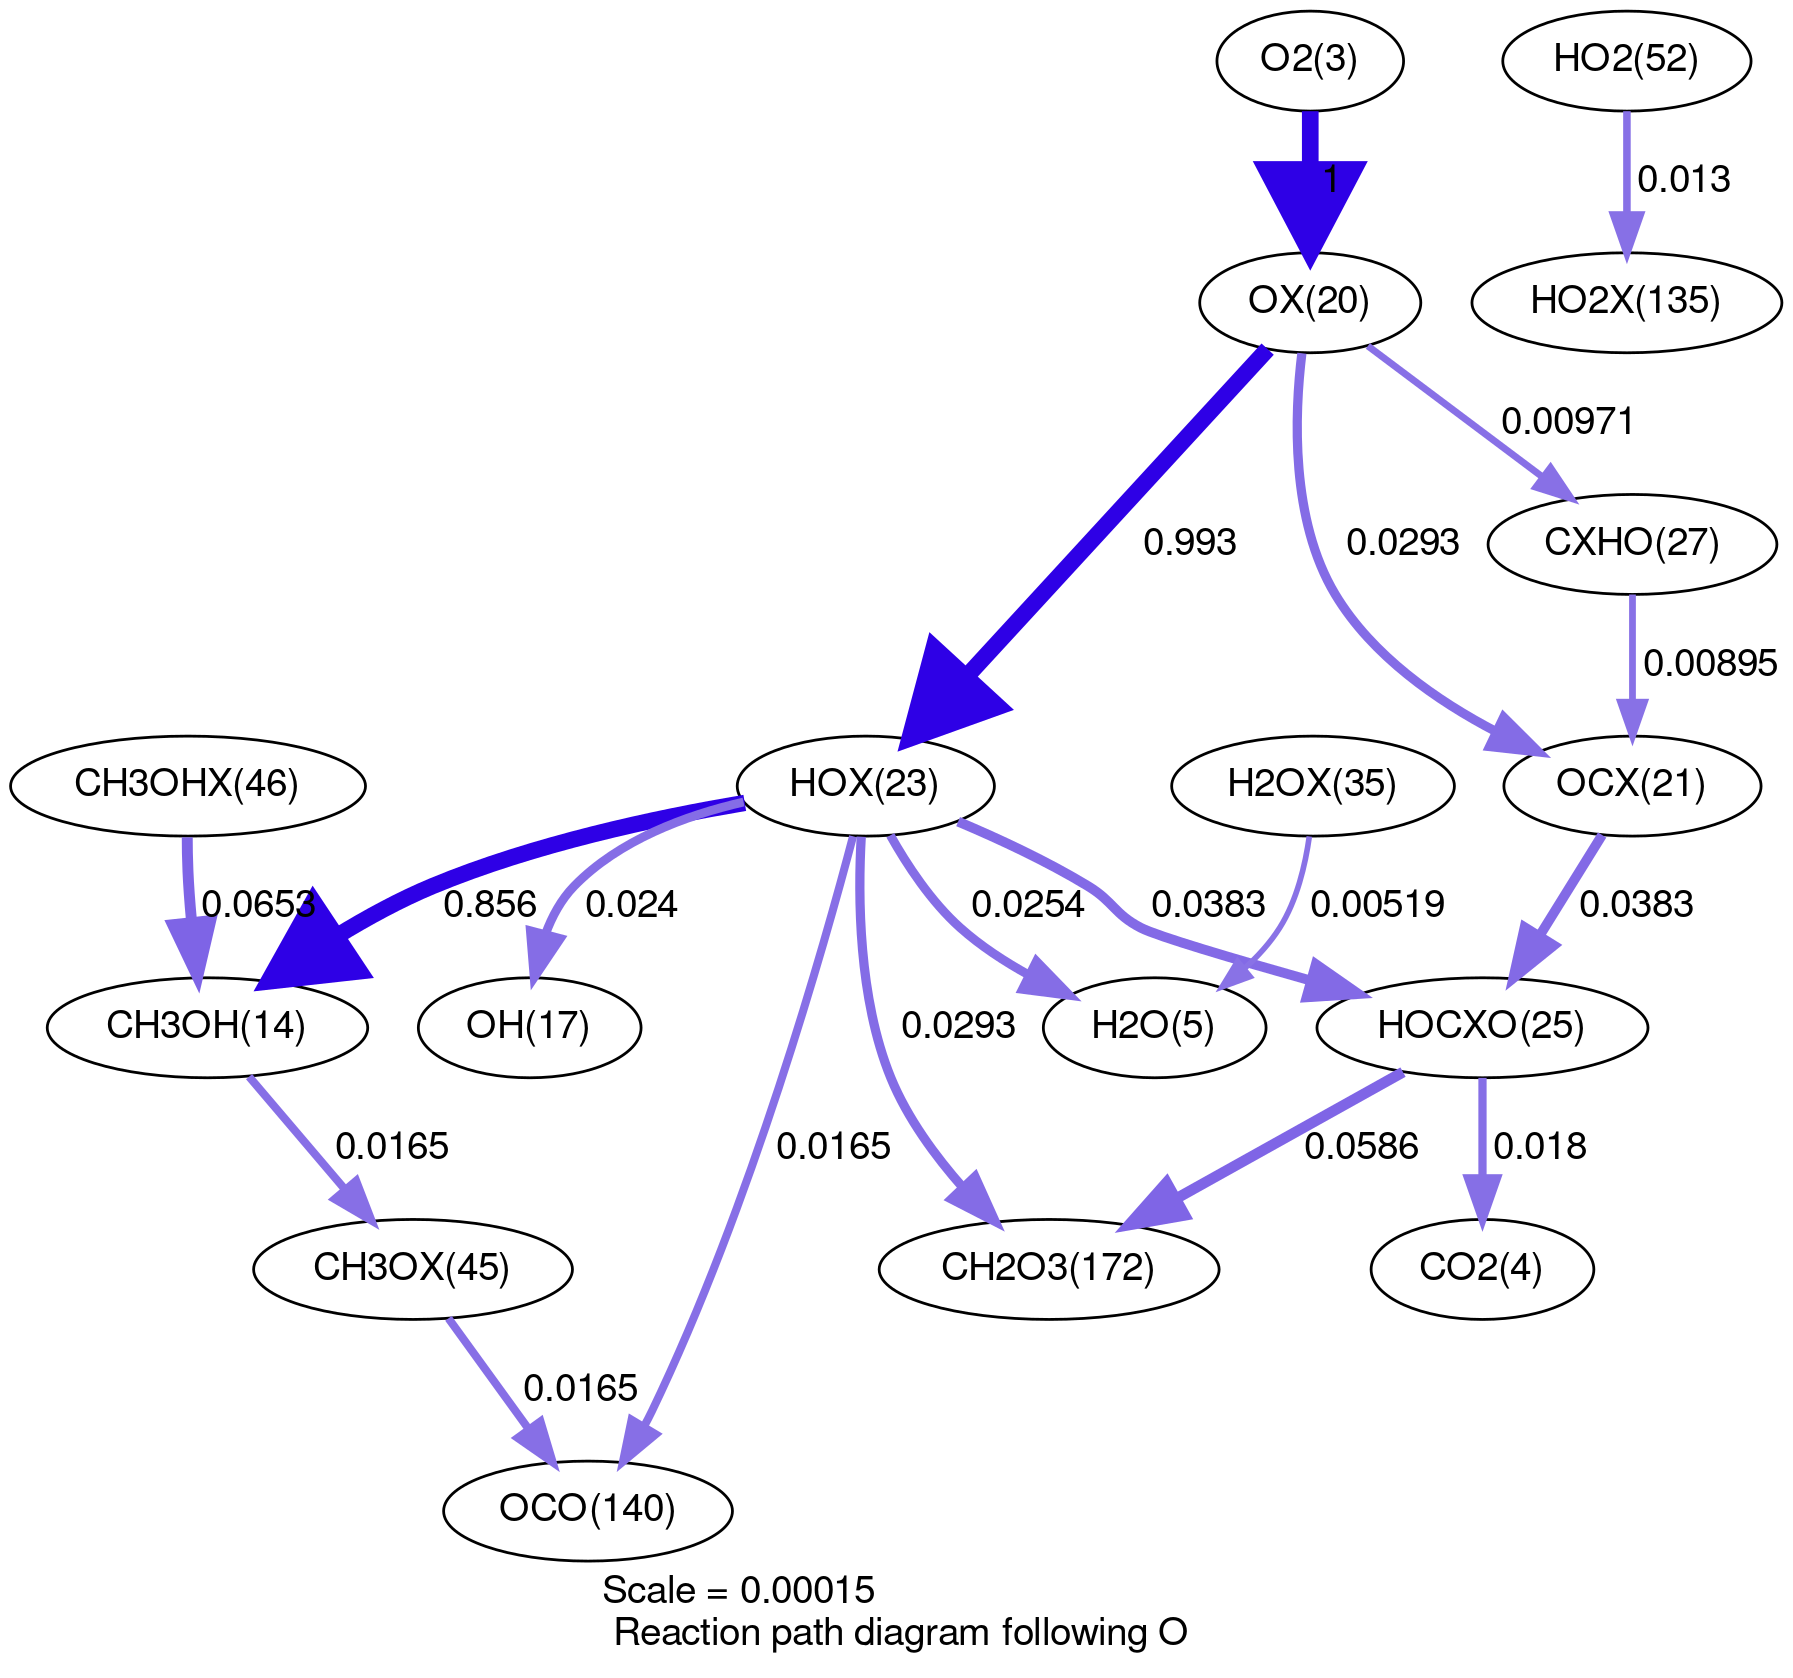 O2(3)
HO2(52)
1
0.013
OX(20)
HO2X(135)
0.00971
0.993
0.0293
CXHO(27)
0.00895
CH3OHX(46)
HOX(23)
H2OX(35)
OCX(21)
0.0653
0.856
0.024
0.0254
0.0383
0.00519
0.0383
CH3OH(14)
OH(17)
0.0293
H2O(5)
HOCXO(25)
0.0165
0.0165
0.0586
0.018
CH3OX(45)
CH2O3(172)
CO2(4)
0.0165
OCO(140)
Scale = 0.00015
Reaction path diagram following O